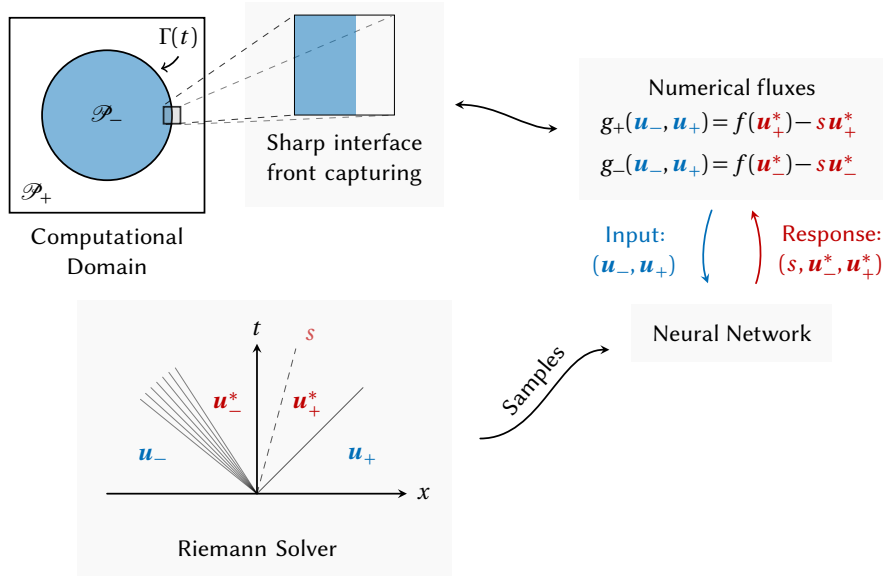 Γ(t)
𝒫₋
𝒫₊
Computational
Domain
Sharp interface
front capturing
Numerical fluxes
g₊(u₋, u₊) = f(u₊*) − s u₊*
g₋(u₋, u₊) = f(u₋*) − s u₋*
Input:
(u₋, u₊)
Response:
(s, u₋*, u₊*)
Neural Network
Samples
t
s
u₋*
u₊*
u₋
u₊
x
Riemann Solver